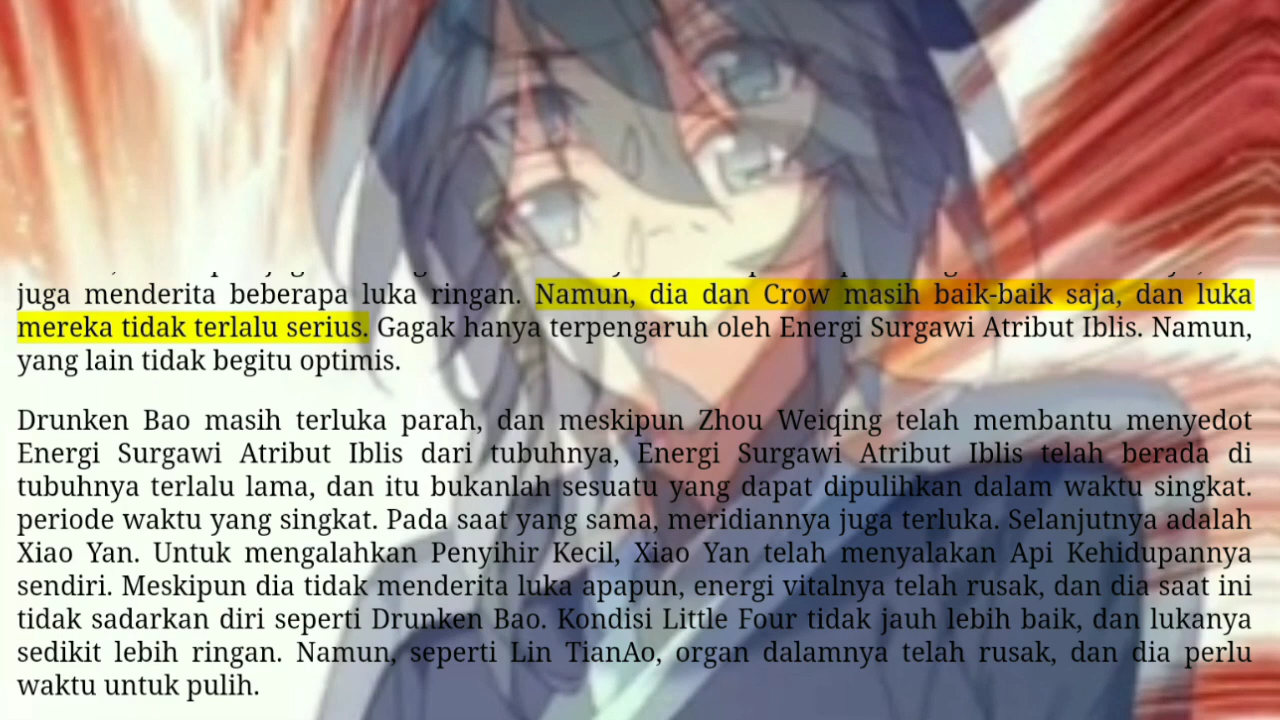 juga menderita beberapa luka ringan. Namun, dia dan Crow masih baik-baik saja, dan luka
mereka tidak terlalu serius. Gagak hanya terpengaruh oleh Energi Surgawi Atribut Iblis. Namun,
yang lain tidak begitu optimis.
Drunken Bao masih terluka parah, dan meskipun Zhou Weiqing telah membantu menyedot
Energi Surgawi Atribut Iblis dari tubuhnya, Energi Surgawi Atribut Iblis telah berada di
tubuhnya terlalu lama, dan itu bukanlah sesuatu yang dapat dipulihkan dalam waktu singkat.
periode waktu yang singkat. Pada saat yang sama, meridiannya juga terluka. Selanjutnya adalah
Xiao Yan. Untuk mengalahkan Penyihir Kecil, Xiao Yan telah menyalakan Api Kehidupannya
sendiri. Meskipun dia tidak menderita luka apapun, energi vitalnya telah rusak, dan dia saat ini
tidak sadarkan diri seperti Drunken Bao. Kondisi Little Four tidak jauh lebih baik, dan lukanya
sedikit lebih ringan. Namun, seperti Lin TianAo, organ dalamnya telah rusak, dan dia perlu
waktu untuk pulih.